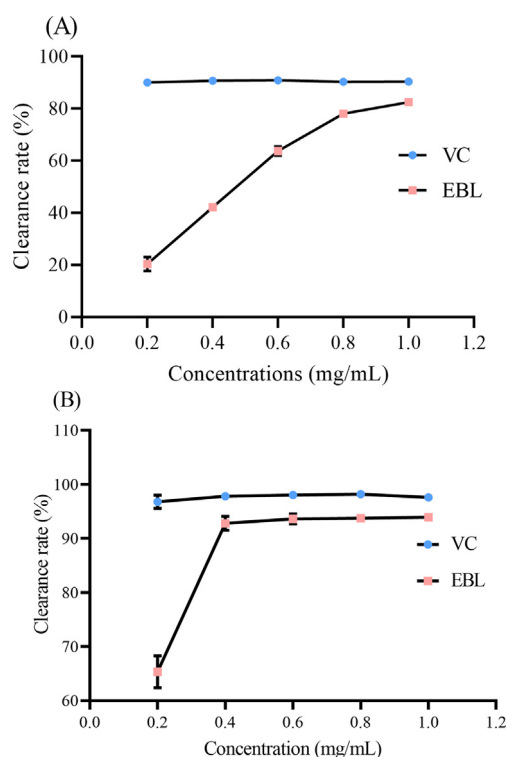 (A)
100
80
60
40
20
0
Clearance rate (%)
VC
EBL
0.0 0.2 0.4 0.6 0.8 1.0 1.2
Concentrations (mg/mL)
(B)
110
100
90
80
70
60
Clearance rate (%)
VC
EBL
0.0 0.2 0.4 0.6 0.8 1.0 1.2
Concentration (mg/mL)